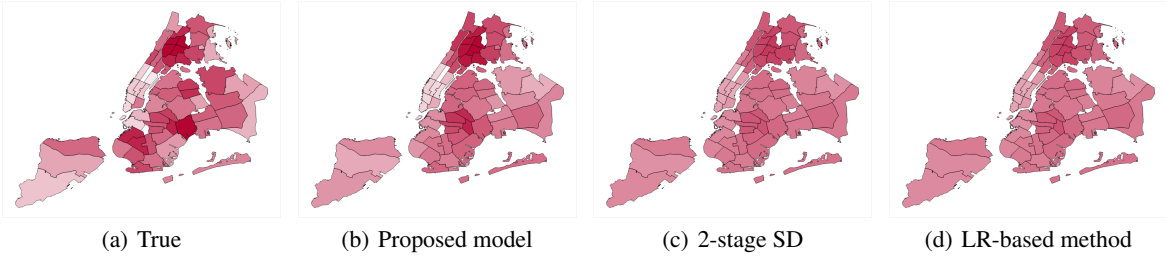 (a) True
(b) Proposed model
(c) 2-stage SD
(d) LR-based method